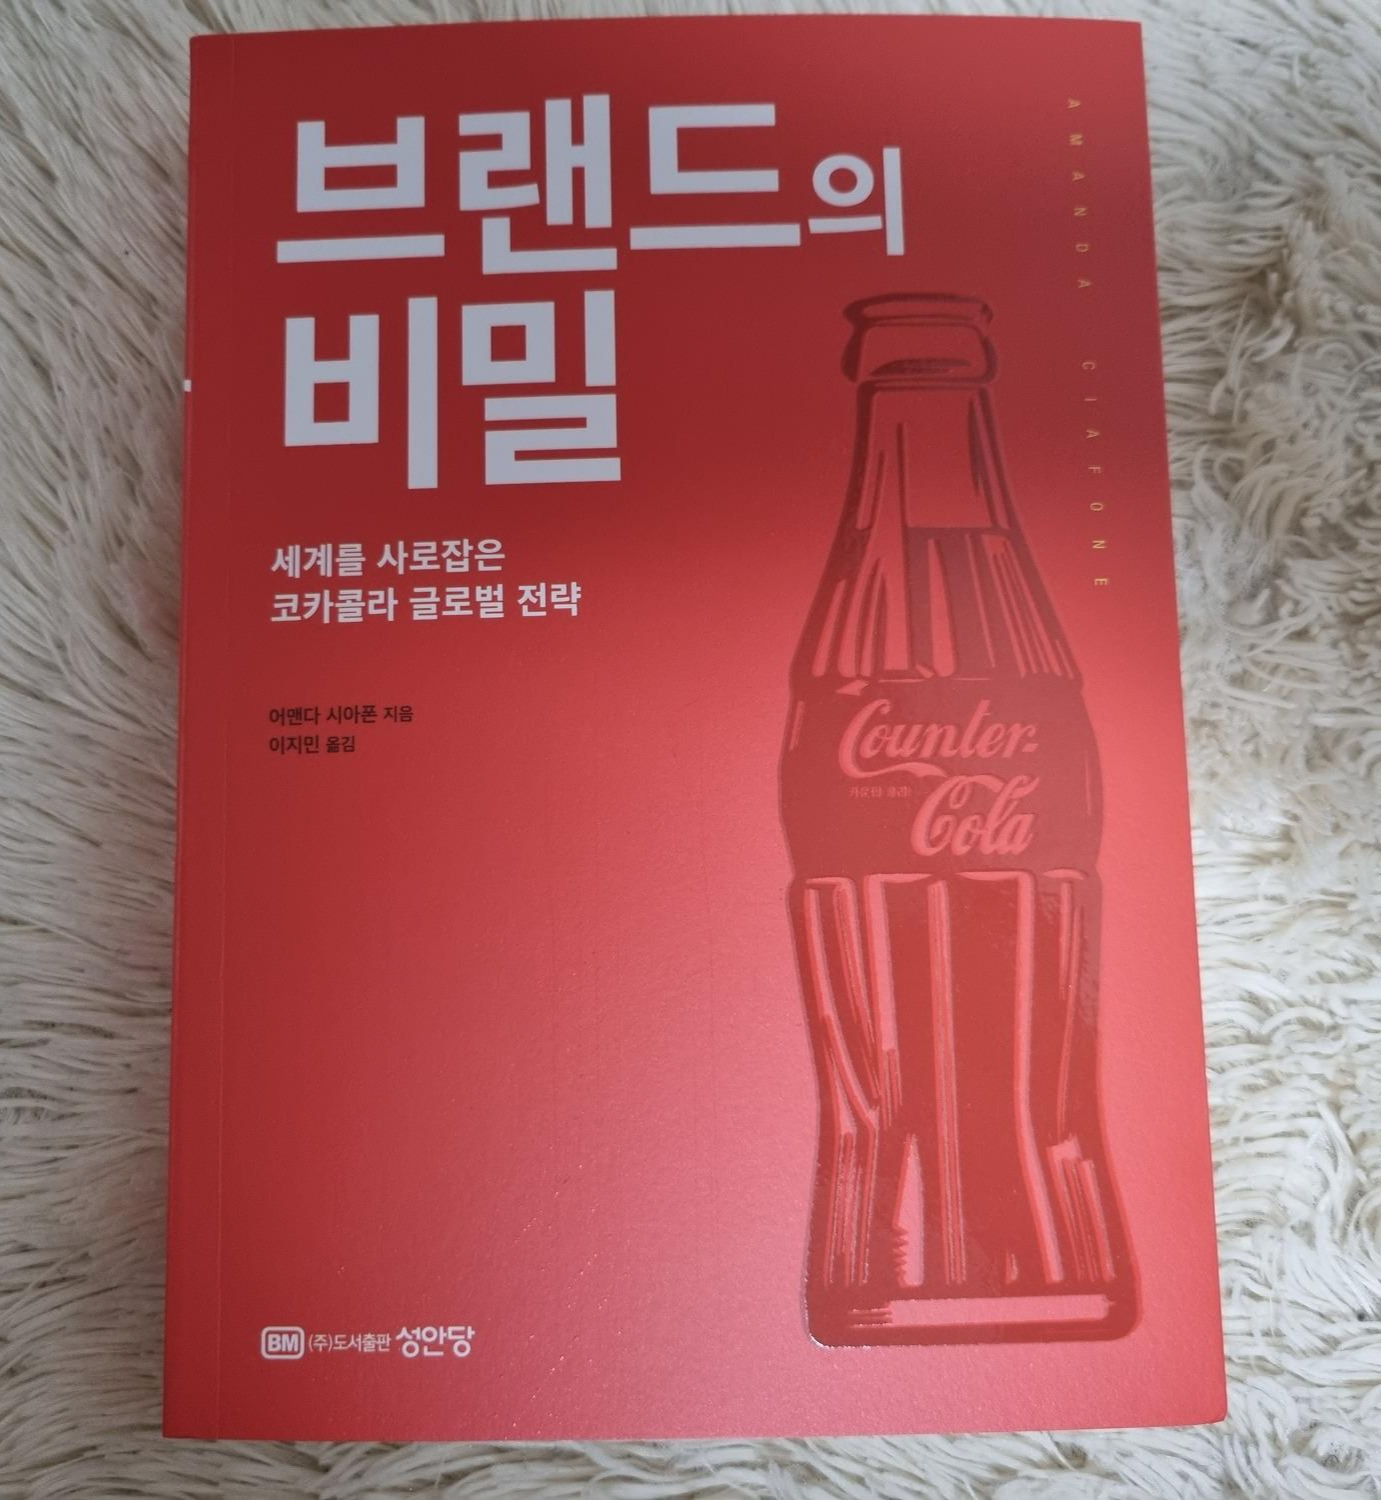 브랜드의
비밀
세계를 사로잡은
코카콜라 글로벌 전략
어맨다 시아폰 지음
이지민 옮김
AMANDA CIAFONE
Counter-
카운터 콜라
Cola
BM (주)도서출판 성안당